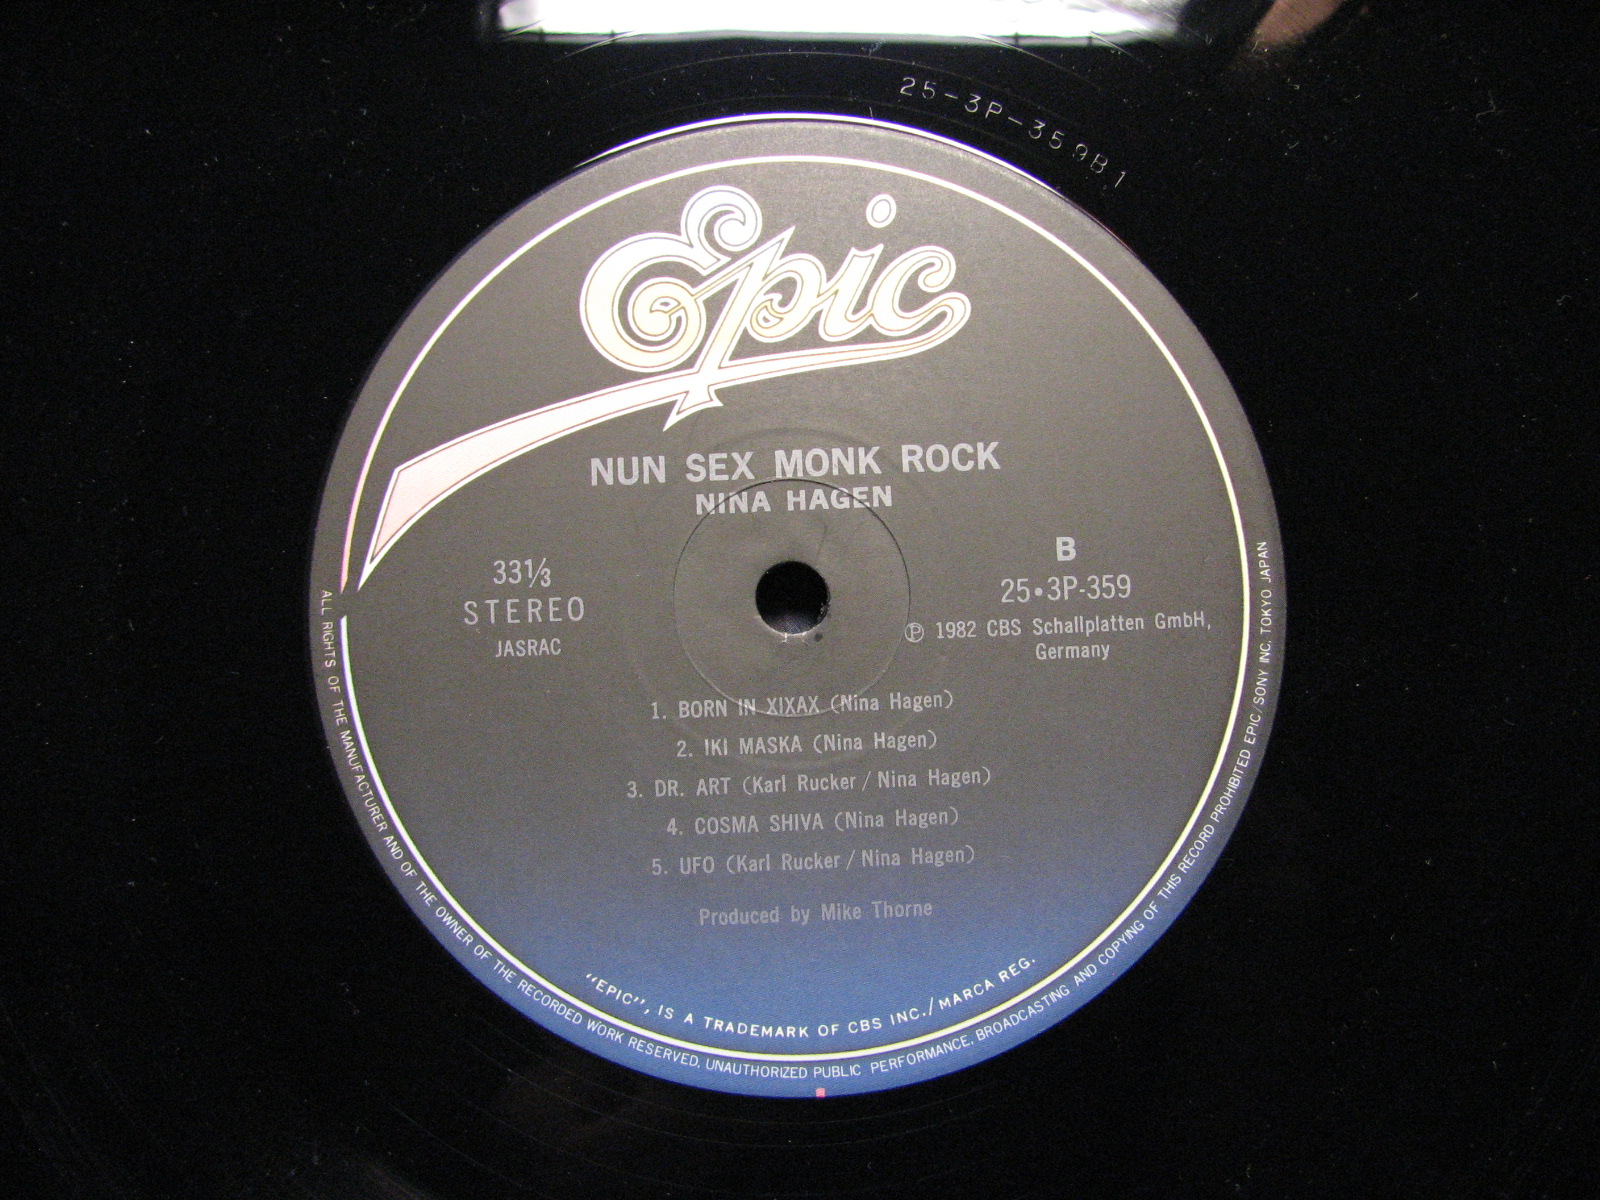 25-3P-359B1
Epic
NUN SEX MONK ROCK
NINA HAGEN
33⅓
STEREO
JASRAC
B
25•3P-359
Ⓟ 1982 CBS Schallplatten GmbH,
Germany
1. BORN IN XIXAX (Nina Hagen)
2. IKI MASKA (Nina Hagen)
3. DR. ART (Karl Rucker / Nina Hagen)
4. COSMA SHIVA (Nina Hagen)
5. UFO (Karl Rucker / Nina Hagen)
Produced by Mike Thorne
"EPIC", IS A TRADEMARK OF CBS INC./MARCA REG.
ALL RIGHTS OF THE MANUFACTURER AND OF THE OWNER OF THE RECORDED WORK RESERVED, UNAUTHORIZED PUBLIC PERFORMANCE, BROADCASTING AND COPYING OF THIS RECORD PROHIBITED EPIC/SONY INC. TOKYO JAPAN